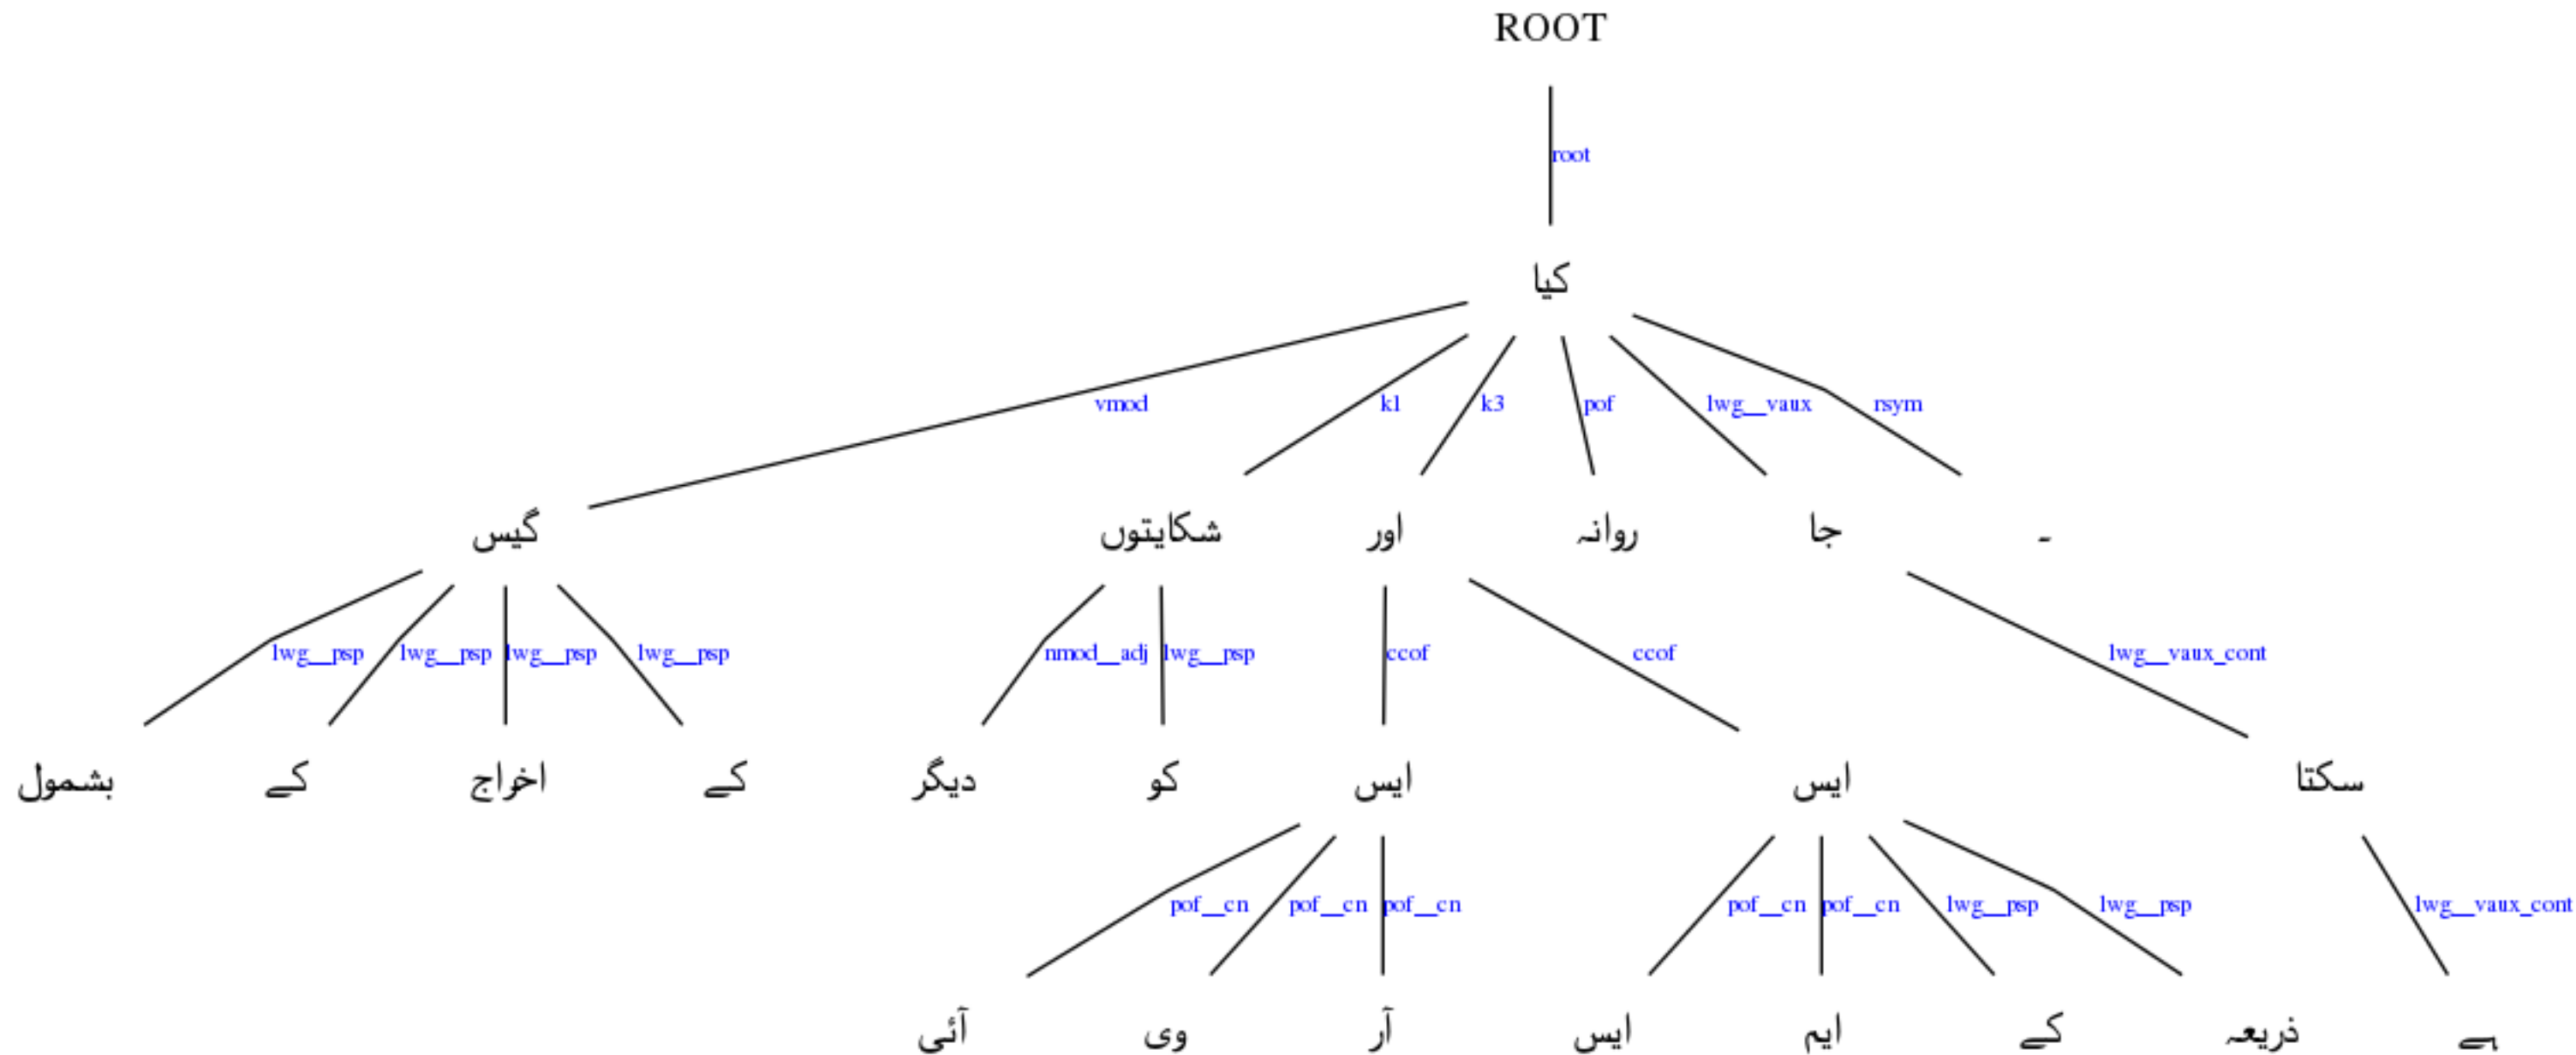 ROOT
root
کیا
vmod k1 k3 pof lwg__vaux rsym
گیس شکایتوں اور روانہ جا ۔
lwg__psp lwg__psp lwg__psp lwg__psp nmod__adj lwg__psp ccof ccof lwg__vaux_cont
بشمول کے اخراج کے دیگر کو ایس ایس سکتا
pof__cn pof__cn pof__cn pof__cn pof__cn lwg__psp lwg__psp lwg__vaux_cont
آئی وی آر ایس ایم کے ذریعہ ہے